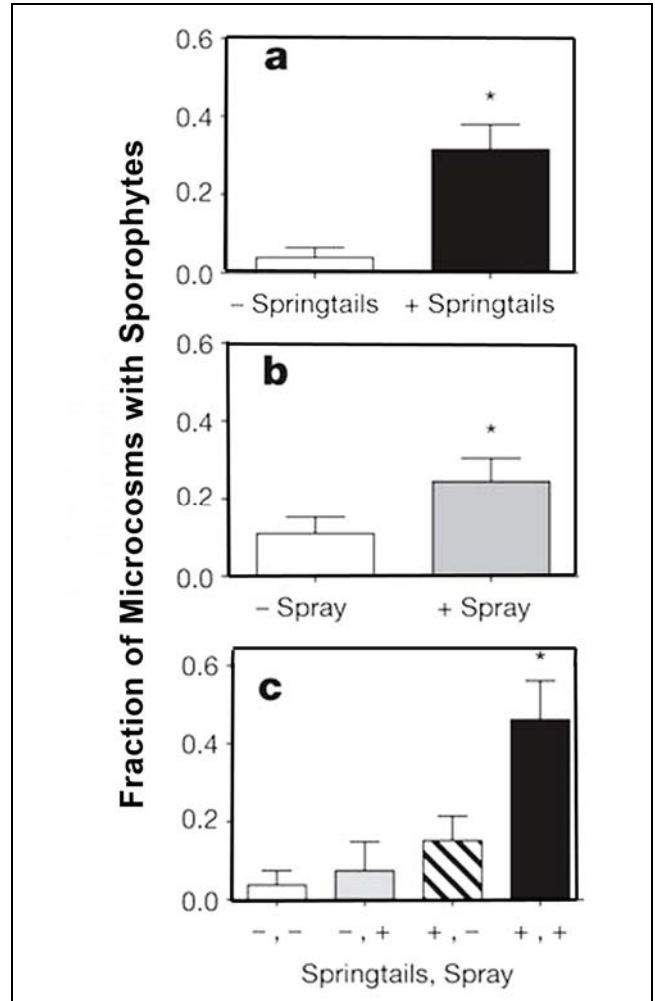 Fraction of Microcosms with Sporophytes
a
0.6
0.4
0.2
0.0
*
– Springtails + Springtails
b
0.6
0.4
0.2
0.0
*
– Spray + Spray
c
0.6
0.4
0.2
0.0
*
–, – –, + +, – +, +
Springtails, Spray